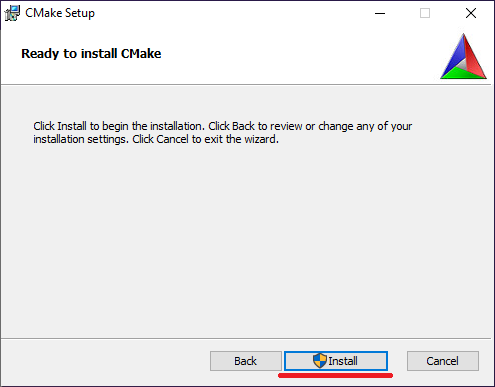 CMake Setup
Ready to install CMake
Click Install to begin the installation. Click Back to review or change any of your
installation settings. Click Cancel to exit the wizard.
Back
Install
Cancel